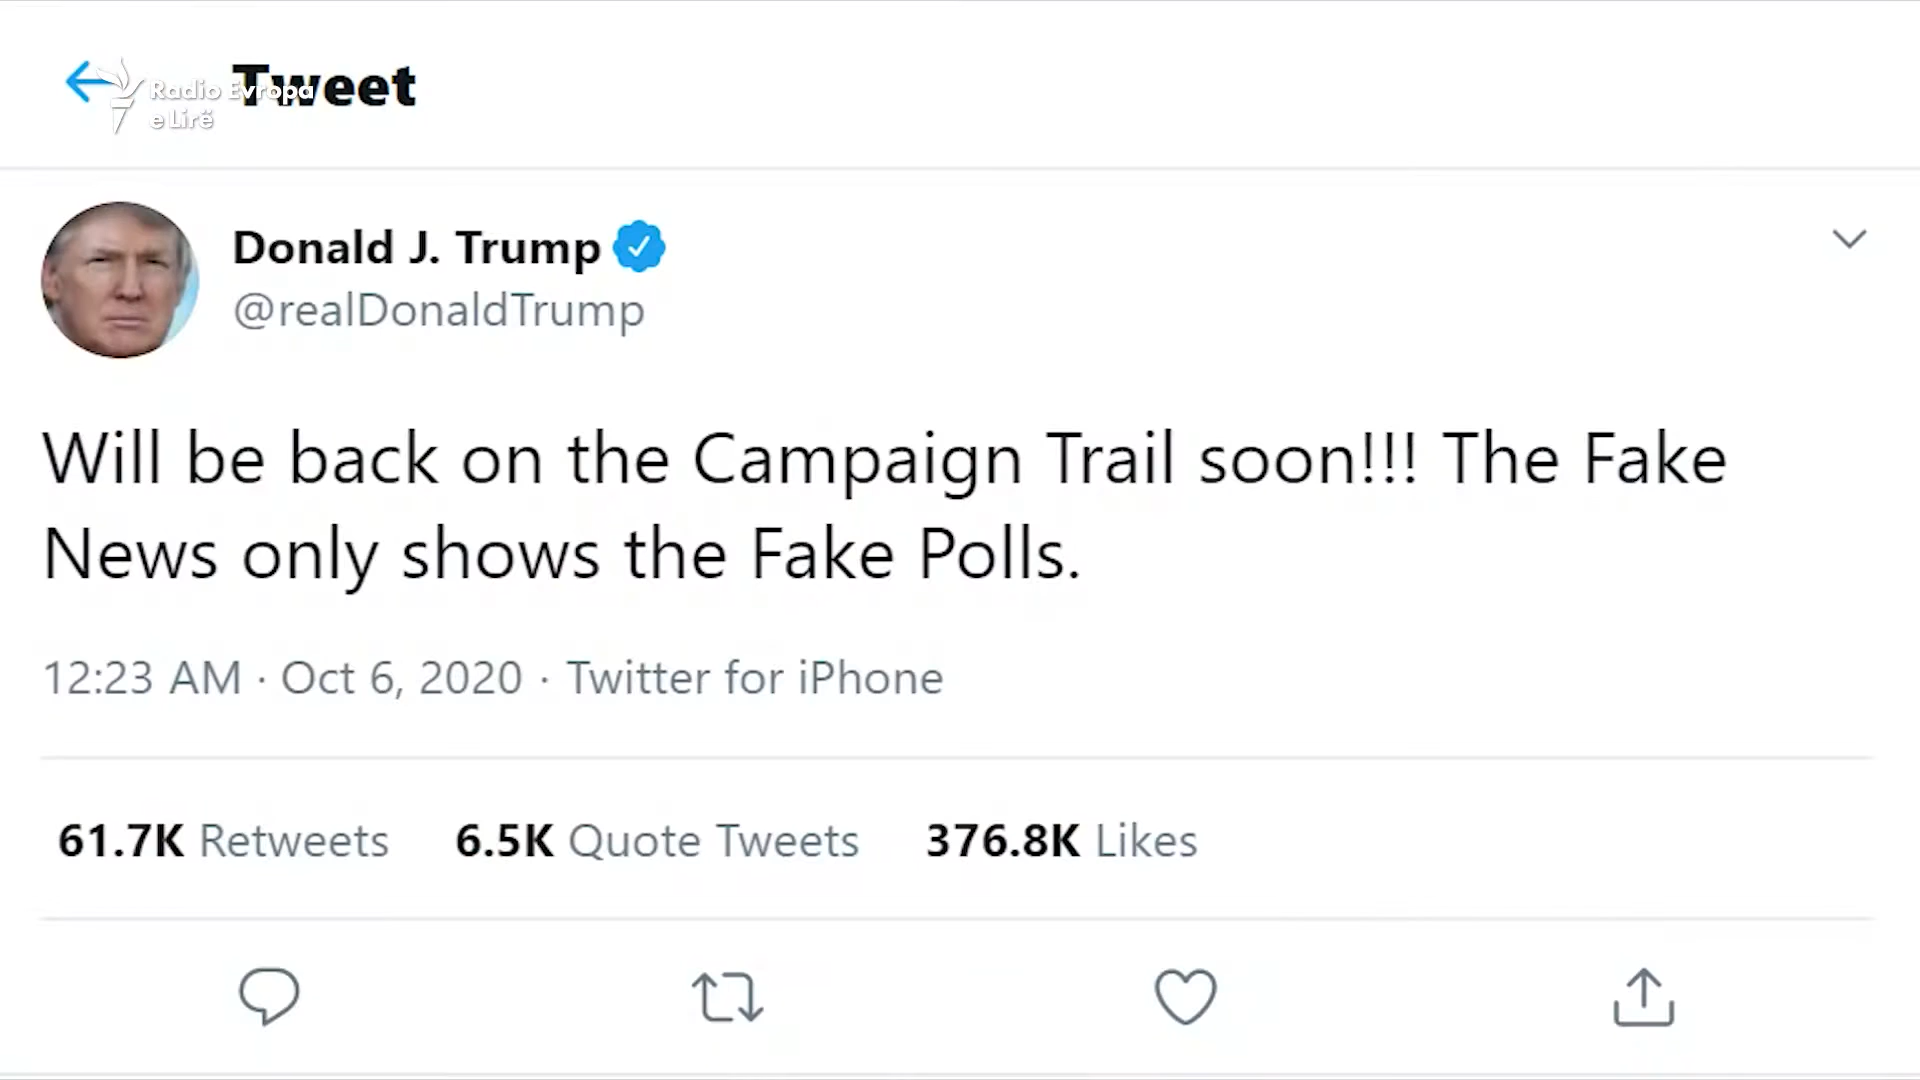 Tweet
Radio Evropa
e Lirë
Donald J. Trump
@realDonaldTrump
Will be back on the Campaign Trail soon!!! The Fake
News only shows the Fake Polls.
12:23 AM · Oct 6, 2020 · Twitter for iPhone
61.7K Retweets 6.5K Quote Tweets 376.8K Likes